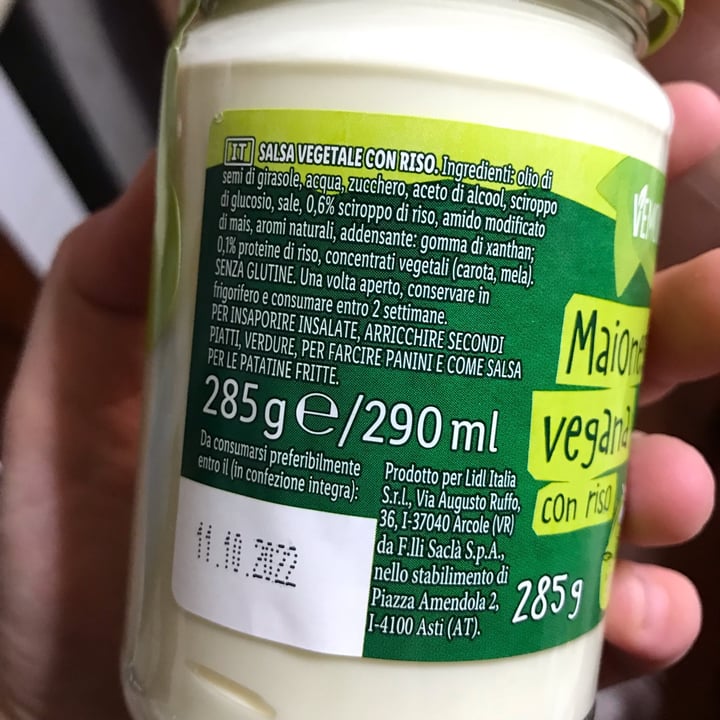 IT SALSA VEGETALE CON RISO. Ingredienti: olio di
semi di girasole, acqua, zucchero, aceto di alcool, sciroppo
di glucosio, sale, 0,6% sciroppo di riso, amido modificato
di mais, aromi naturali, addensante: gomma di xanthan;
0,1% proteine di riso, concentrati vegetali (carota, mela).
SENZA GLUTINE. Una volta aperto, conservare in
frigorifero e consumare entro 2 settimane.
PER INSAPORIRE INSALATE, ARRICCHIRE SECONDI
PIATTI, VERDURE, PER FARCIRE PANINI E COME SALSA
PER LE PATATINE FRITTE.
285 g ℮/290 ml
Da consumarsi preferibilmente
entro il (in confezione integra):
11.10.2022
Prodotto per Lidl Italia
S.r.l., Via Augusto Ruffo,
36, I-37040 Arcole (VR)
da F.lli Saclà S.p.A.,
nello stabilimento di
Piazza Amendola 2,
I-4100 Asti (AT).
vegana
con riso
285g